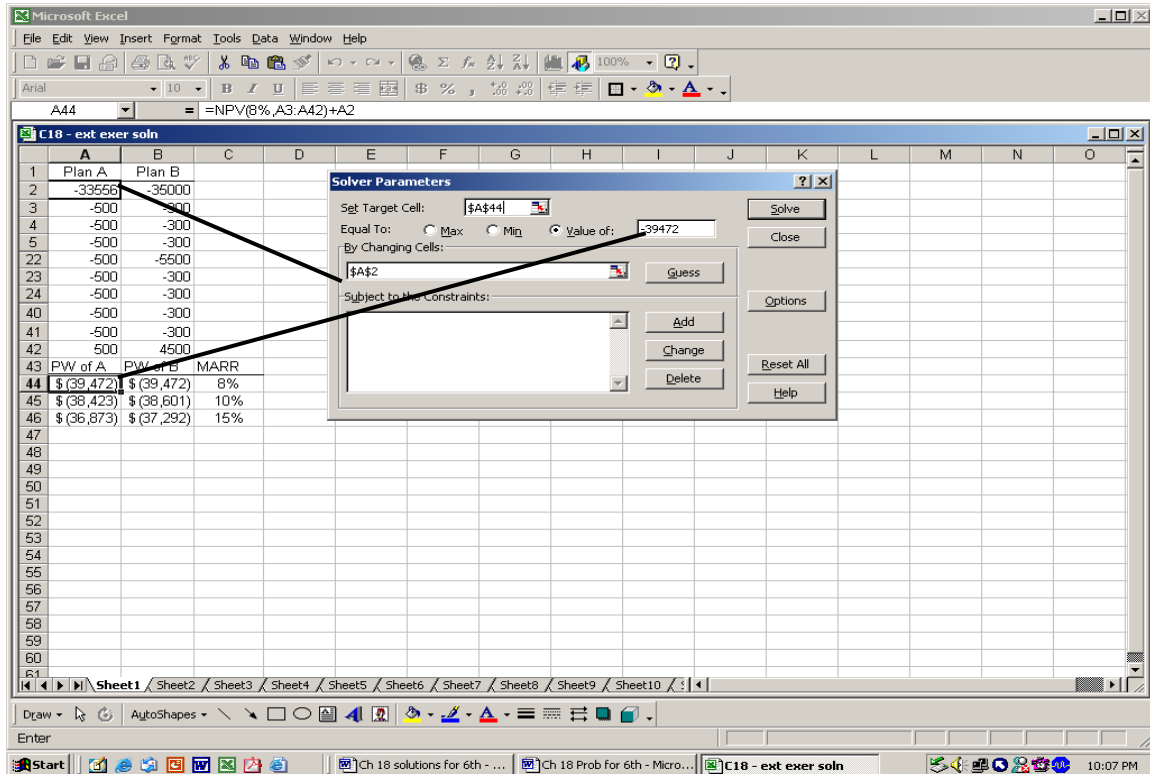 Microsoft Excel
File Edit View Insert Format Tools Data Window Help
100%
Arial 10 B I U
A44 = =NPV(8%,A3:A42)+A2
C18 - ext exer soln
A B C D E F G H I J K L M N O
1 Plan A Plan B
2 -33556 -35000
3 -500 -300
4 -500 -300
5 -500 -300
22 -500 -5500
23 -500 -300
24 -500 -300
40 -500 -300
41 -500 -300
42 500 4500
43 PW of A PW of B MARR
44 $ (39,472) $ (39,472) 8%
45 $ (38,423) $ (38,601) 10%
46 $ (36,873) $ (37,292) 15%
47
48
49
50
51
52
53
54
55
56
57
58
59
60
61
Solver Parameters
Set Target Cell: $A$44 Solve
Equal To: Max Min Value of: -39472 Close
By Changing Cells:
$A$2 Guess
Subject to the Constraints: Options
Add
Change
Reset All
Delete
Help
Sheet1 Sheet2 Sheet3 Sheet4 Sheet5 Sheet6 Sheet7 Sheet8 Sheet9 Sheet10
Draw AutoShapes
Enter
Start Ch 18 solutions for 6th - ... Ch 18 Prob for 6th - Micro... C18 - ext exer soln 10:07 PM